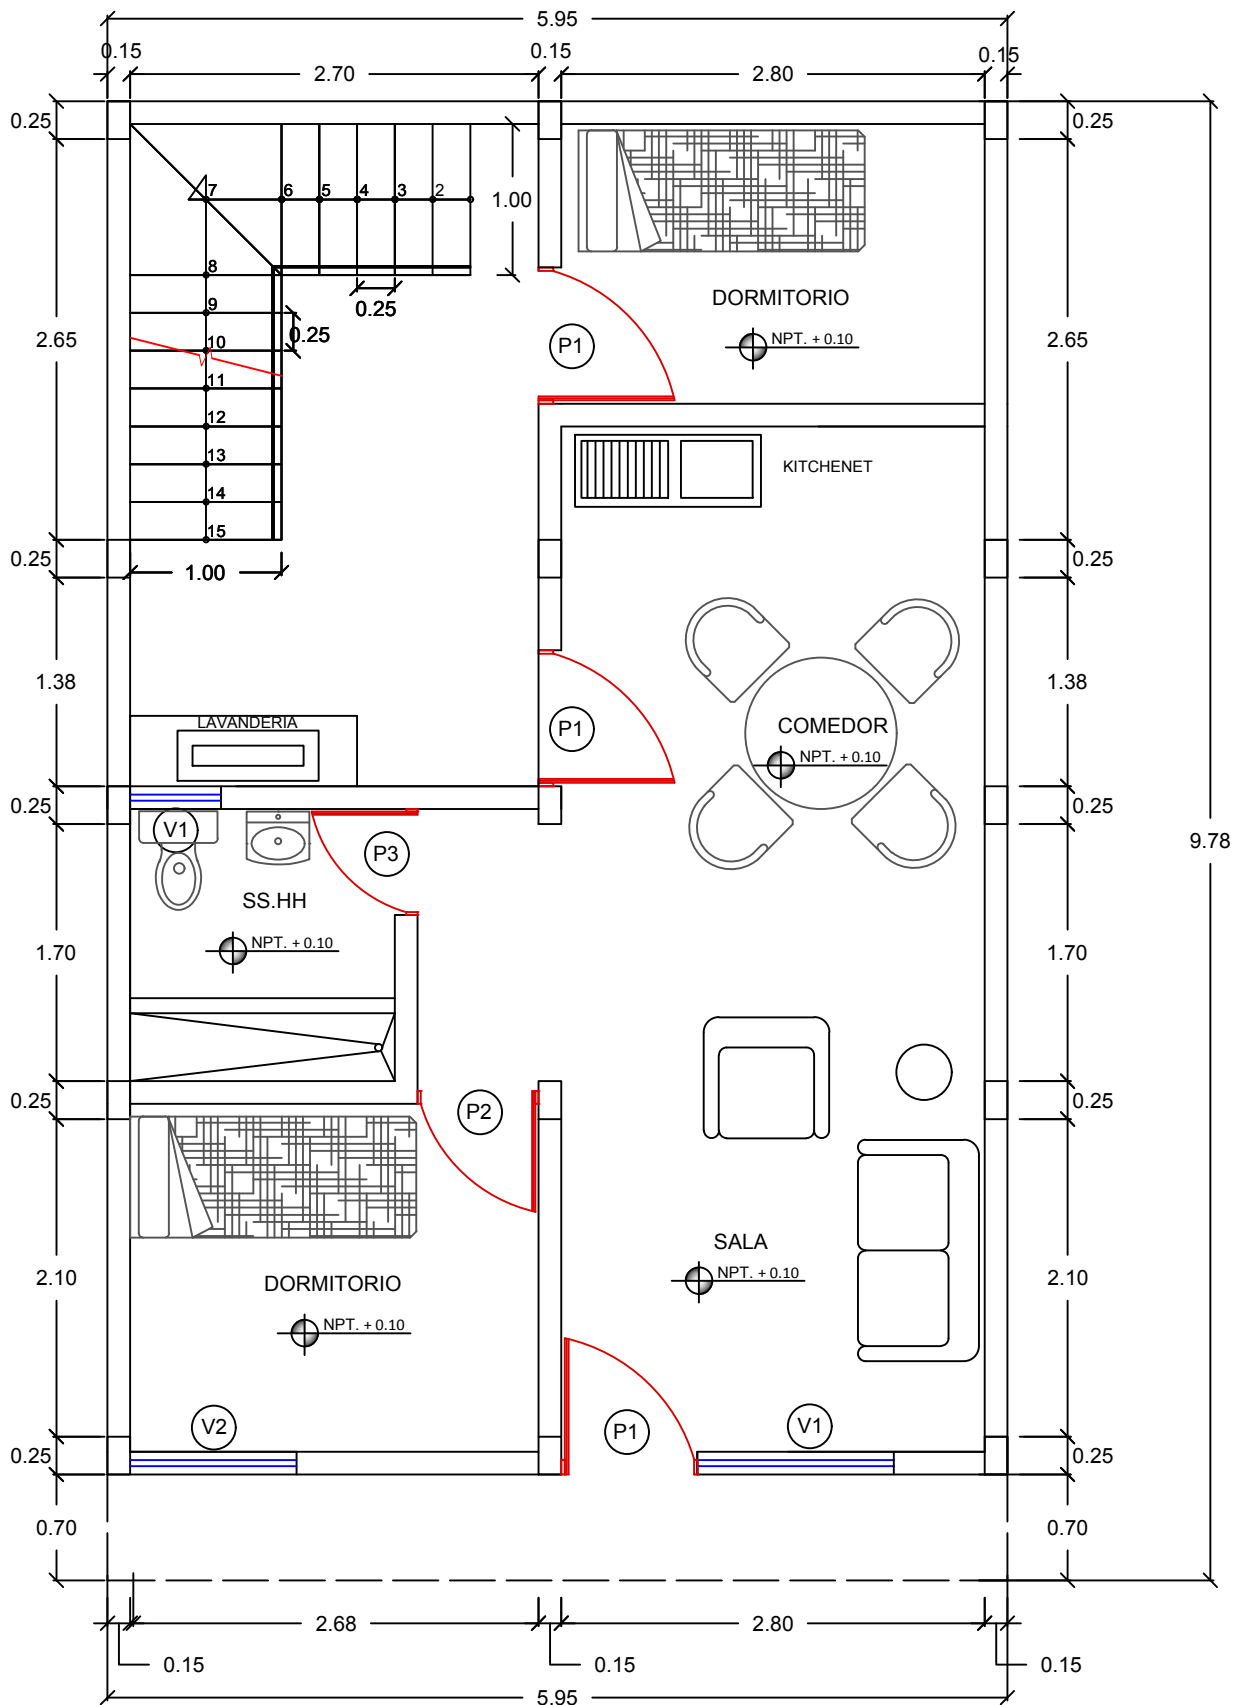 5.95
0.15
0.15
0.15
2.70
2.80
0.25
0.25
7
6
5
4
3
2
1.00
8
9
0.25
0.25
10
11
12
13
14
15
1.00
DORMITORIO
NPT. + 0.10
P1
2.65
2.65
KITCHENET
0.25
0.25
1.38
1.38
LAVANDERIA
P1
COMEDOR
NPT. + 0.10
0.25
0.25
V1
P3
9.78
SS.HH
NPT. + 0.10
1.70
1.70
0.25
0.25
P2
SALA
NPT. + 0.10
2.10
2.10
DORMITORIO
NPT. + 0.10
V2
P1
V1
0.25
0.25
0.70
0.70
2.68
2.80
0.15
0.15
0.15
5.95